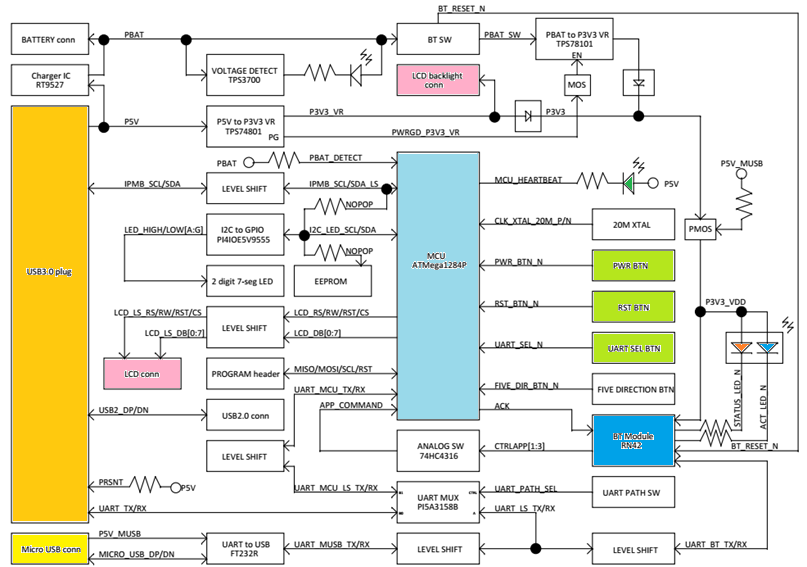 BT_RESET_N
BATTERY conn
PBAT
BT SW
PBAT_SW
PBAT to P3V3 VR
TPS78101
EN
Charger IC
RT9527
VOLTAGE DETECT
TPS3700
LCD backlight
conn
MOS
P5V
P5V to P3V3 VR
TPS74801
PG
P3V3_VR
P3V3
PWRGD_P3V3_VR
PBAT
PBAT_DETECT
P5V_MUSB
IPMB_SCL/SDA
LEVEL SHIFT
IPMB_SCL/SDA_LS
MCU_HEARTBEAT
P5V
NOPOP
LED_HIGH/LOW[A:G]
I2C to GPIO
PI4IOE5V9555
I2C_LED_SCL/SDA
CLK_XTAL_20M_P/N
20M XTAL
PMOS
NOPOP
MCU
ATMega1284P
USB3.0 plug
2 digit 7-seg LED
EEPROM
PWR_BTN_N
PWR BTN
LCD_LS_RS/RW/RST/CS
LEVEL SHIFT
LCD_RS/RW/RST/CS
RST_BTN_N
RST BTN
P3V3_VDD
LCD_LS_DB[0:7]
LCD_DB[0:7]
UART_SEL_N
UART SEL BTN
LCD conn
PROGRAM header
MISO/MOSI/SCL/RST
FIVE_DIR_BTN_N
FIVE DIRECTION BTN
STATUS_LED_N
ACT_LED_N
UART_MCU_TX/RX
USB2_DP/DN
USB2.0 conn
APP_COMMAND
ACK
LEVEL SHIFT
ANALOG SW
74HC4316
CTRLAPP[1:3]
BT Module
RN42
BT_RESET_N
PRSNT
P5V
UART_MCU_LS_TX/RX
UART MUX
PI5A3158B
UART_PATH_SEL
UART PATH SW
UART_TX/RX
UART_LS_TX/RX
Micro USB conn
P5V_MUSB
MICRO_USB_DP/DN
UART to USB
FT232R
UART_MUSB_TX/RX
LEVEL SHIFT
LEVEL SHIFT
UART_BT_TX/RX